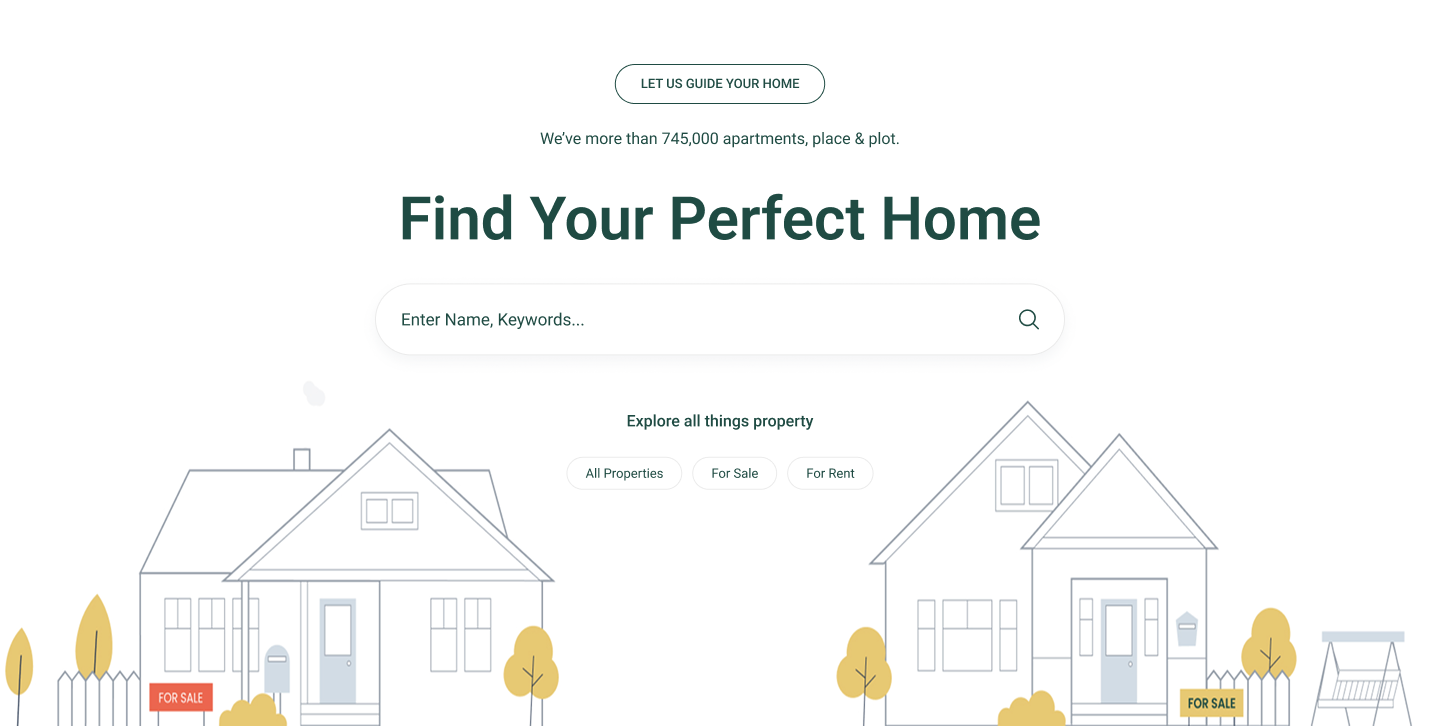 LET US GUIDE YOUR HOME
We’ve more than 745,000 apartments, place & plot.
Find Your Perfect Home
Enter Name, Keywords...
Explore all things property
All Properties
For Sale
For Rent
FOR SALE
FOR SALE